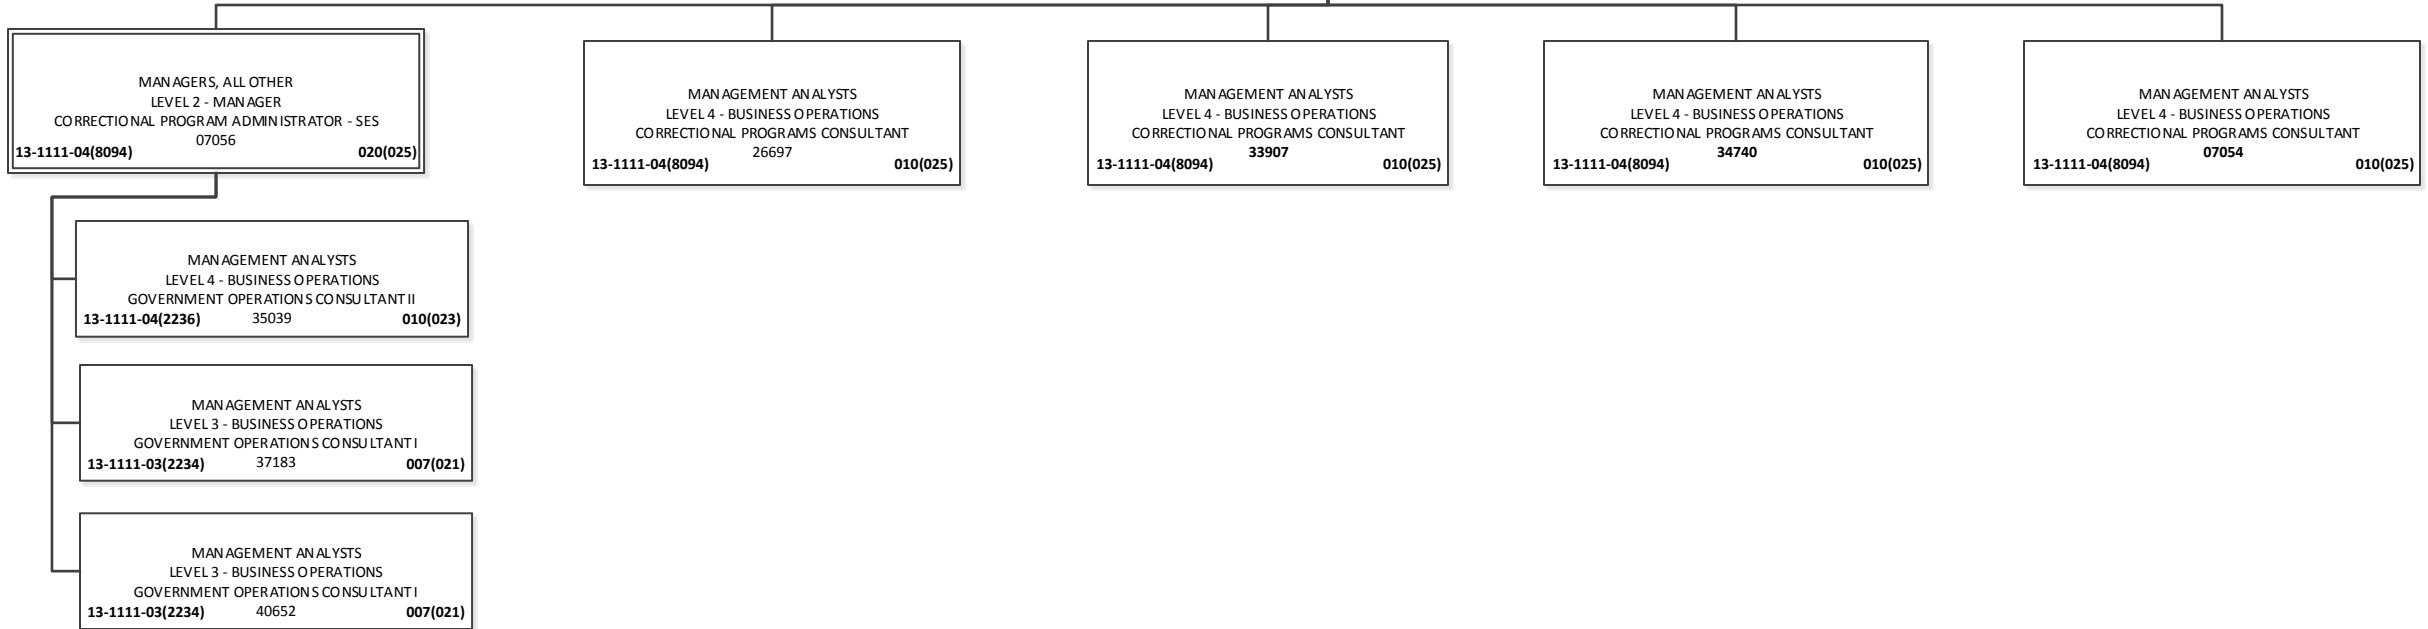 MANAGERS, ALL OTHER
LEVEL 2 - MANAGER
CORRECTIONAL PROGRAM ADMINISTRATOR - SES
07056
13-1111-04(8094) 020(025)
MANAGEMENT ANALYSTS
LEVEL 4 - BUSINESS OPERATIONS
CORRECTIONAL PROGRAMS CONSULTANT
26697
13-1111-04(8094) 010(025)
MANAGEMENT ANALYSTS
LEVEL 4 - BUSINESS OPERATIONS
CORRECTIONAL PROGRAMS CONSULTANT
33907
13-1111-04(8094) 010(025)
MANAGEMENT ANALYSTS
LEVEL 4 - BUSINESS OPERATIONS
CORRECTIONAL PROGRAMS CONSULTANT
34740
13-1111-04(8094) 010(025)
MANAGEMENT ANALYSTS
LEVEL 4 - BUSINESS OPERATIONS
CORRECTIONAL PROGRAMS CONSULTANT
07054
13-1111-04(8094) 010(025)
MANAGEMENT ANALYSTS
LEVEL 4 - BUSINESS OPERATIONS
GOVERNMENT OPERATIONS CONSULTANT II
13-1111-04(2236) 35039 010(023)
MANAGEMENT ANALYSTS
LEVEL 3 - BUSINESS OPERATIONS
GOVERNMENT OPERATIONS CONSULTANT I
13-1111-03(2234) 37183 007(021)
MANAGEMENT ANALYSTS
LEVEL 3 - BUSINESS OPERATIONS
GOVERNMENT OPERATIONS CONSULTANT I
13-1111-03(2234) 40652 007(021)